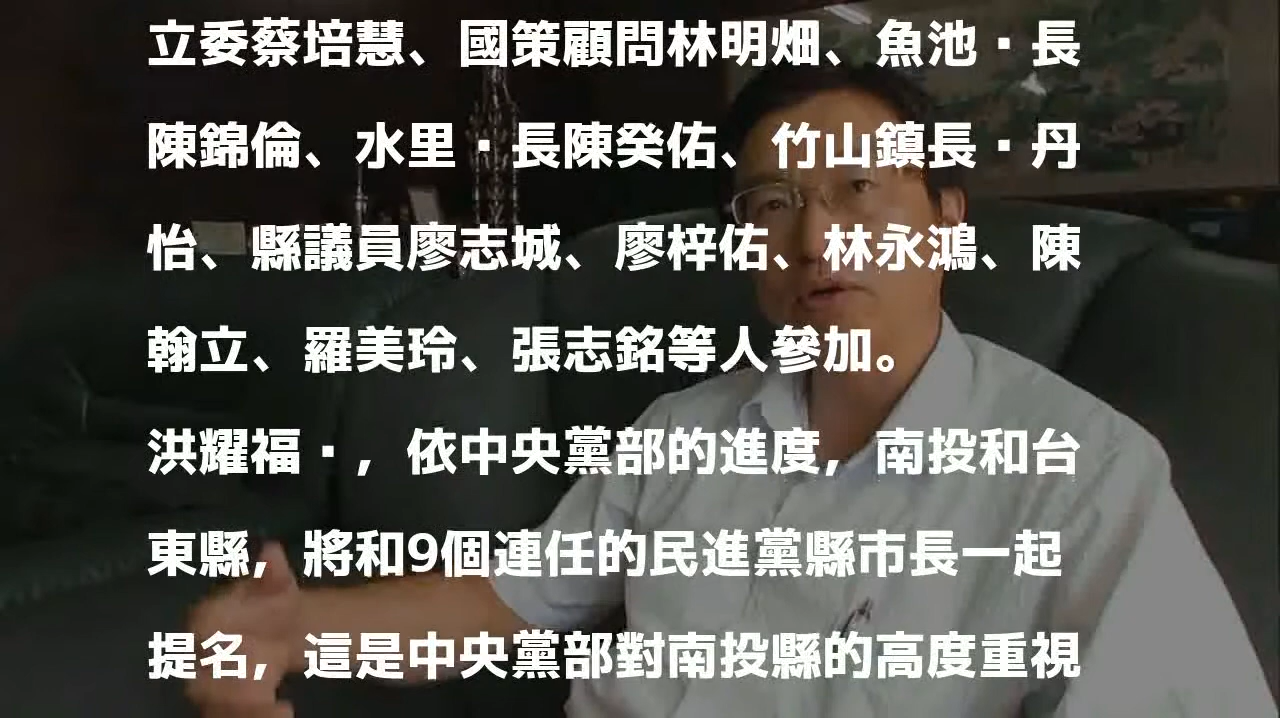 立委蔡培慧、國策顧問林明畑、魚池▪長
陳錦倫、水里▪長陳癸佑、竹山鎮長▪丹
怡、縣議員廖志城、廖梓佑、林永鴻、陳
翰立、羅美玲、張志銘等人參加。
洪耀福▪，依中央黨部的進度，南投和台
東縣，將和9個連任的民進黨縣市長一起
提名，這是中央黨部對南投縣的高度重視